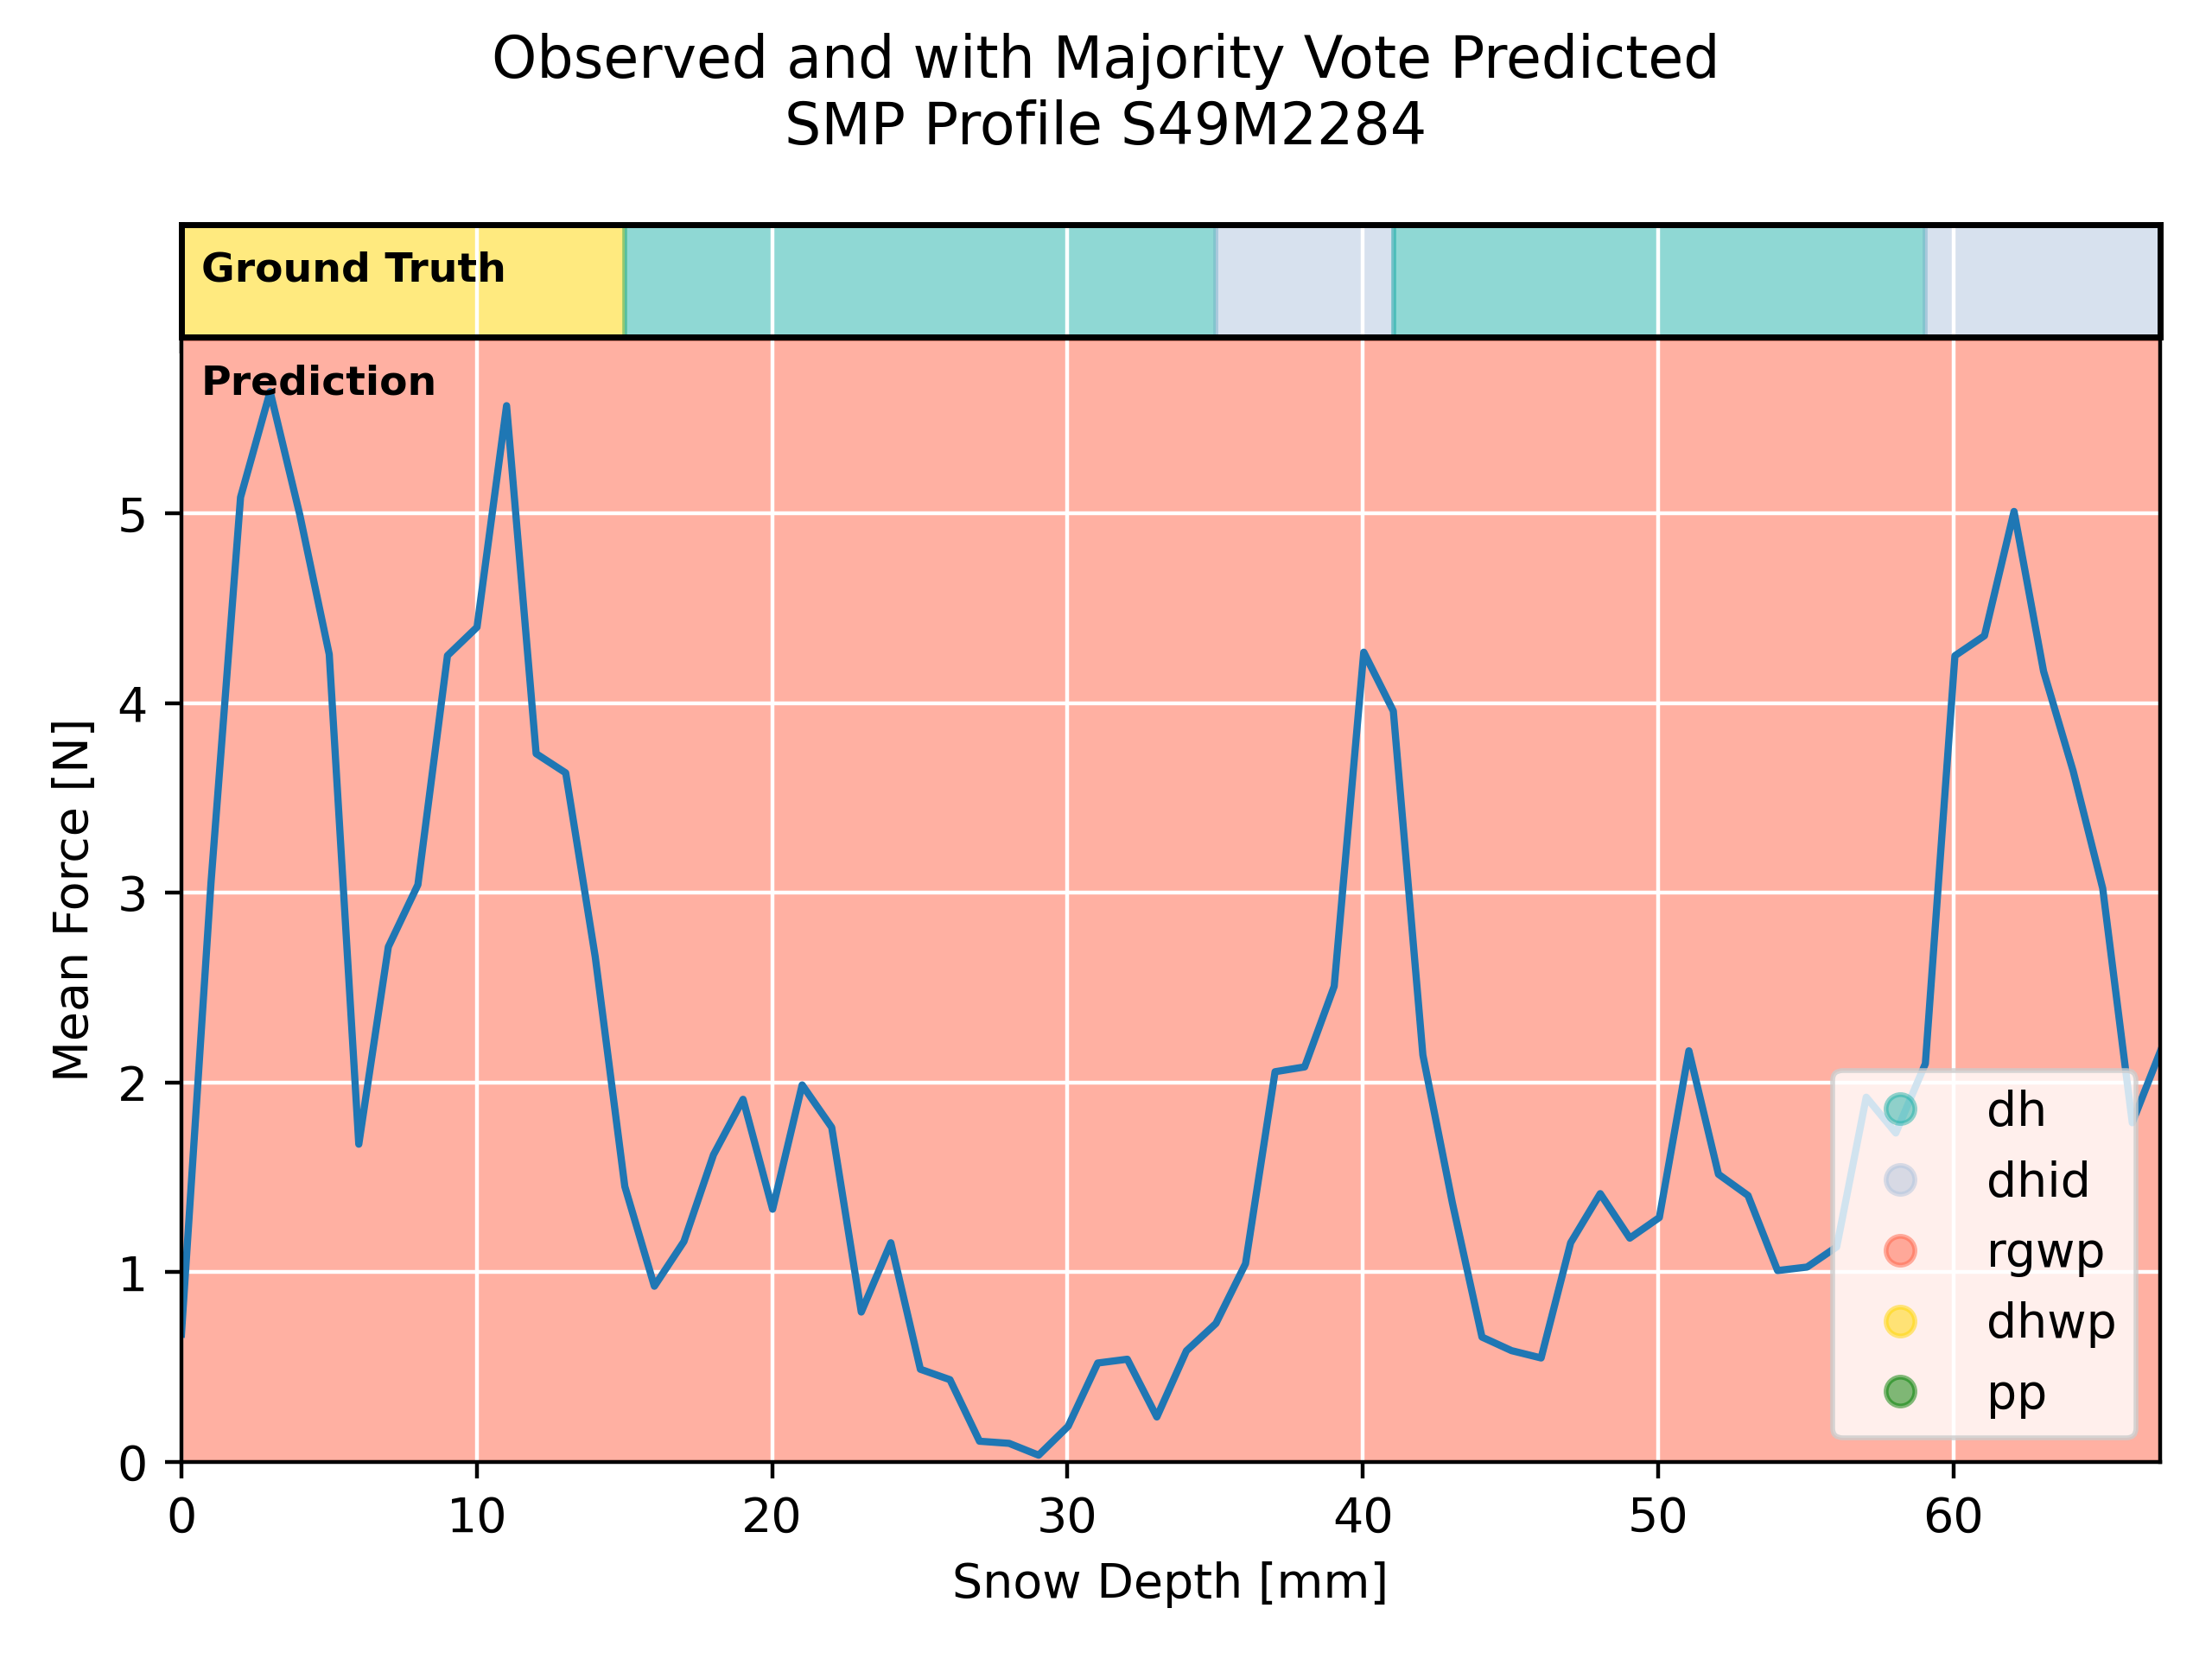 Observed and with Majority Vote Predicted
SMP Profile S49M2284
Ground Truth
Prediction
Mean Force [N]
5
4
3
2
1
0
dh
dhid
rgwp
dhwp
pp
0 10 20 30 40 50 60
Snow Depth [mm]